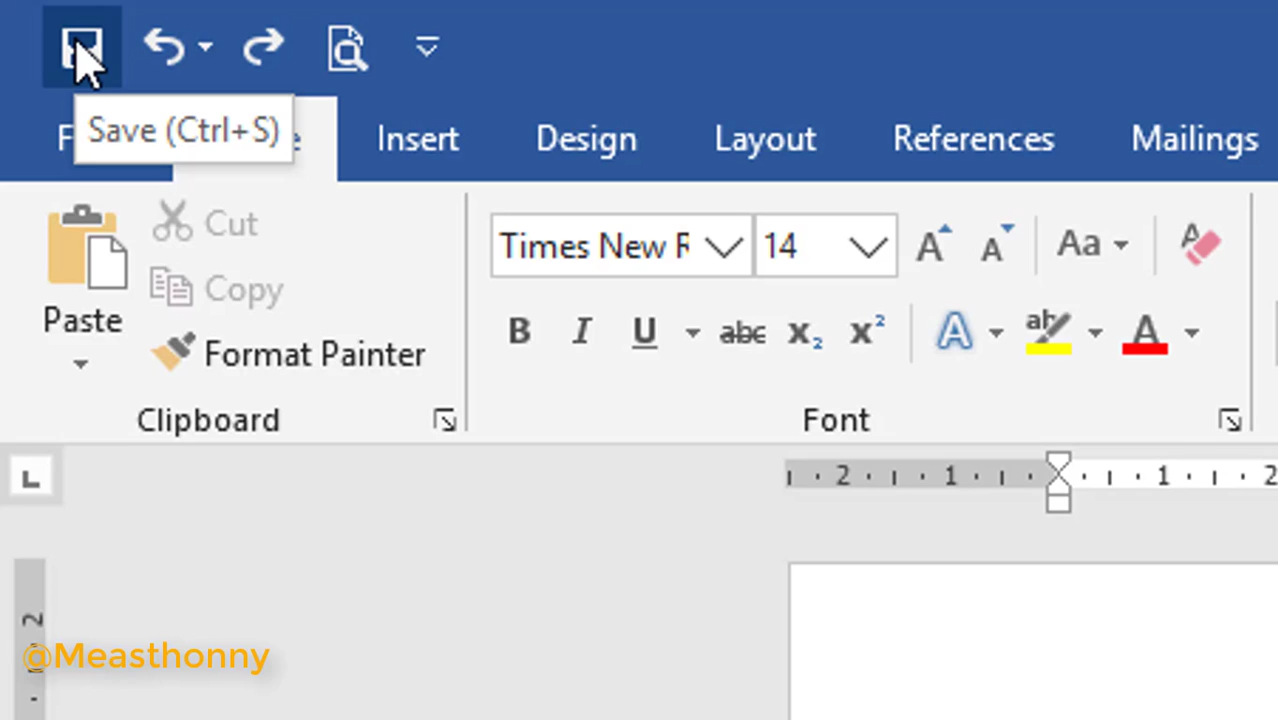 Save (Ctrl+S)
F
e
Insert
Design
Layout
References
Mailings
Paste
Cut
Copy
Format Painter
Clipboard
Times New R
14
A
A
Aa
A
B I U abc x₂ x²
A
ab
A
Font
L
2 1 1 2
2
@Measthonny